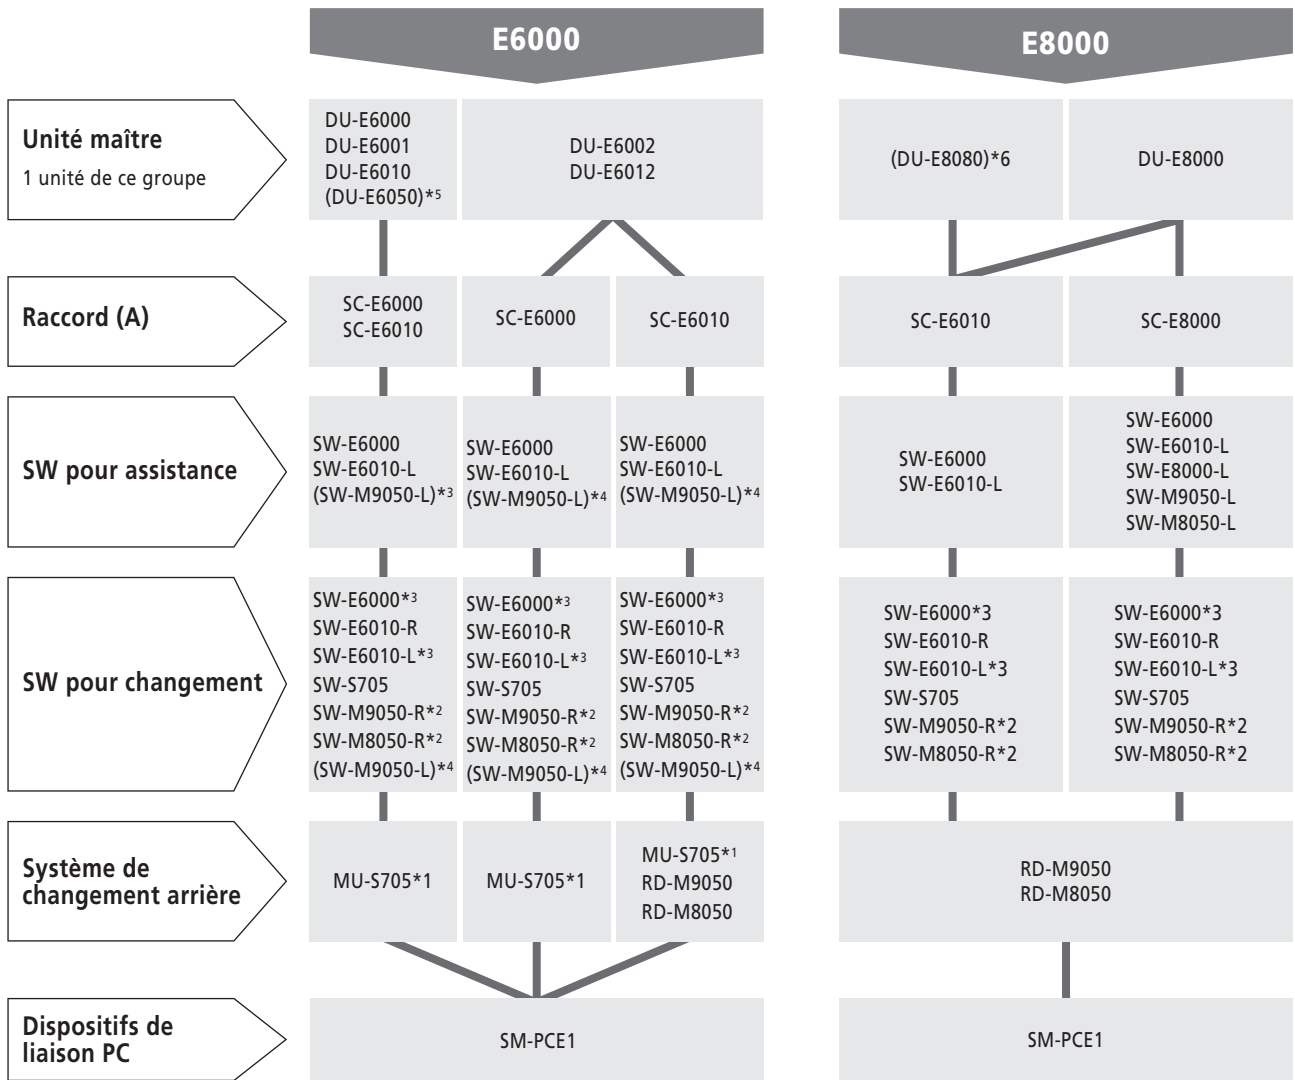 E6000
E8000
Unité maître
1 unité de ce groupe
DU-E6000
DU-E6001
DU-E6010
(DU-E6050)*5
DU-E6002
DU-E6012
(DU-E8080)*6
DU-E8000
Raccord (A)
SC-E6000
SC-E6010
SC-E6000
SC-E6010
SC-E6010
SC-E8000
SW pour assistance
SW-E6000
SW-E6010-L
(SW-M9050-L)*3
SW-E6000
SW-E6010-L
(SW-M9050-L)*4
SW-E6000
SW-E6010-L
(SW-M9050-L)*4
SW-E6000
SW-E6010-L
SW-E6000
SW-E6010-L
SW-E8000-L
SW-M9050-L
SW-M8050-L
SW pour changement
SW-E6000*3
SW-E6010-R
SW-E6010-L*3
SW-S705
SW-M9050-R*2
SW-M8050-R*2
(SW-M9050-L)*4
SW-E6000*3
SW-E6010-R
SW-E6010-L*3
SW-S705
SW-M9050-R*2
SW-M8050-R*2
(SW-M9050-L)*4
SW-E6000*3
SW-E6010-R
SW-E6010-L*3
SW-S705
SW-M9050-R*2
SW-M8050-R*2
(SW-M9050-L)*4
SW-E6000*3
SW-E6010-R
SW-E6010-L*3
SW-S705
SW-M9050-R*2
SW-M8050-R*2
SW-E6000*3
SW-E6010-R
SW-E6010-L*3
SW-S705
SW-M9050-R*2
SW-M8050-R*2
Système de
changement arrière
MU-S705*1
MU-S705*1
MU-S705*1
RD-M9050
RD-M8050
RD-M9050
RD-M8050
Dispositifs de
liaison PC
SM-PCE1
SM-PCE1